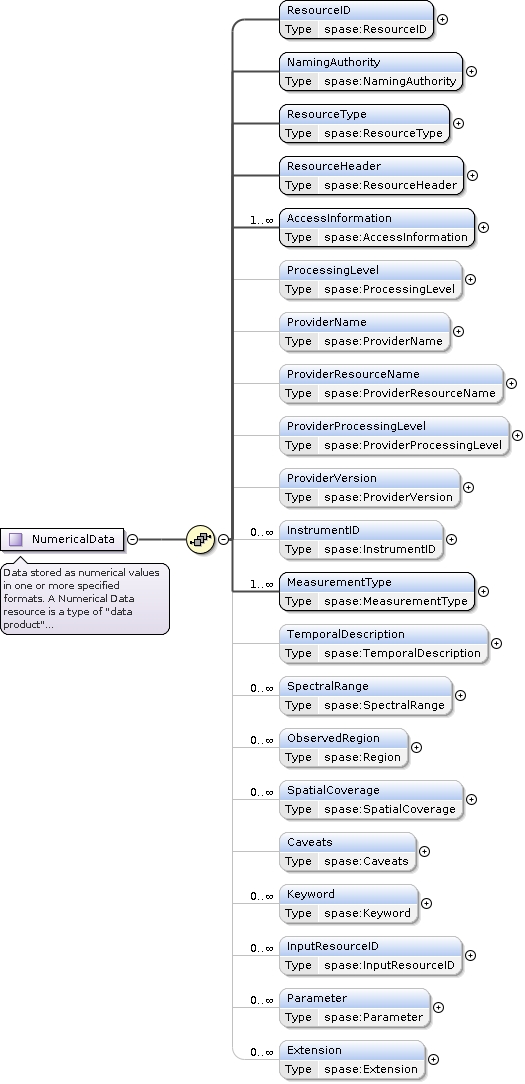 ResourceID
Type spase:ResourceID
NamingAuthority
Type spase:NamingAuthority
ResourceType
Type spase:ResourceType
ResourceHeader
Type spase:ResourceHeader
1..∞ AccessInformation
Type spase:AccessInformation
ProcessingLevel
Type spase:ProcessingLevel
ProviderName
Type spase:ProviderName
ProviderResourceName
Type spase:ProviderResourceName
ProviderProcessingLevel
Type spase:ProviderProcessingLevel
ProviderVersion
Type spase:ProviderVersion
0..∞ InstrumentID
Type spase:InstrumentID
NumericalData
Data stored as numerical values
in one or more specified
formats. A Numerical Data
resource is a type of "data
product"...
1..∞ MeasurementType
Type spase:MeasurementType
TemporalDescription
Type spase:TemporalDescription
0..∞ SpectralRange
Type spase:SpectralRange
0..∞ ObservedRegion
Type spase:Region
0..∞ SpatialCoverage
Type spase:SpatialCoverage
Caveats
Type spase:Caveats
0..∞ Keyword
Type spase:Keyword
0..∞ InputResourceID
Type spase:InputResourceID
0..∞ Parameter
Type spase:Parameter
0..∞ Extension
Type spase:Extension